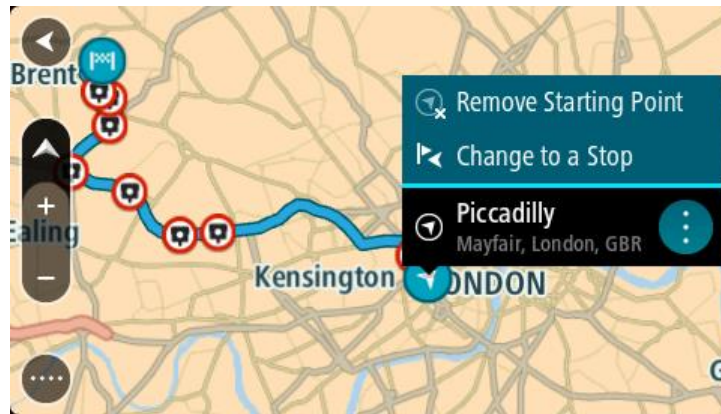 Brent
Remove Starting Point
Change to a Stop
Piccadilly
Mayfair, London, GBR
Ealing
Kensington
ONDON
G